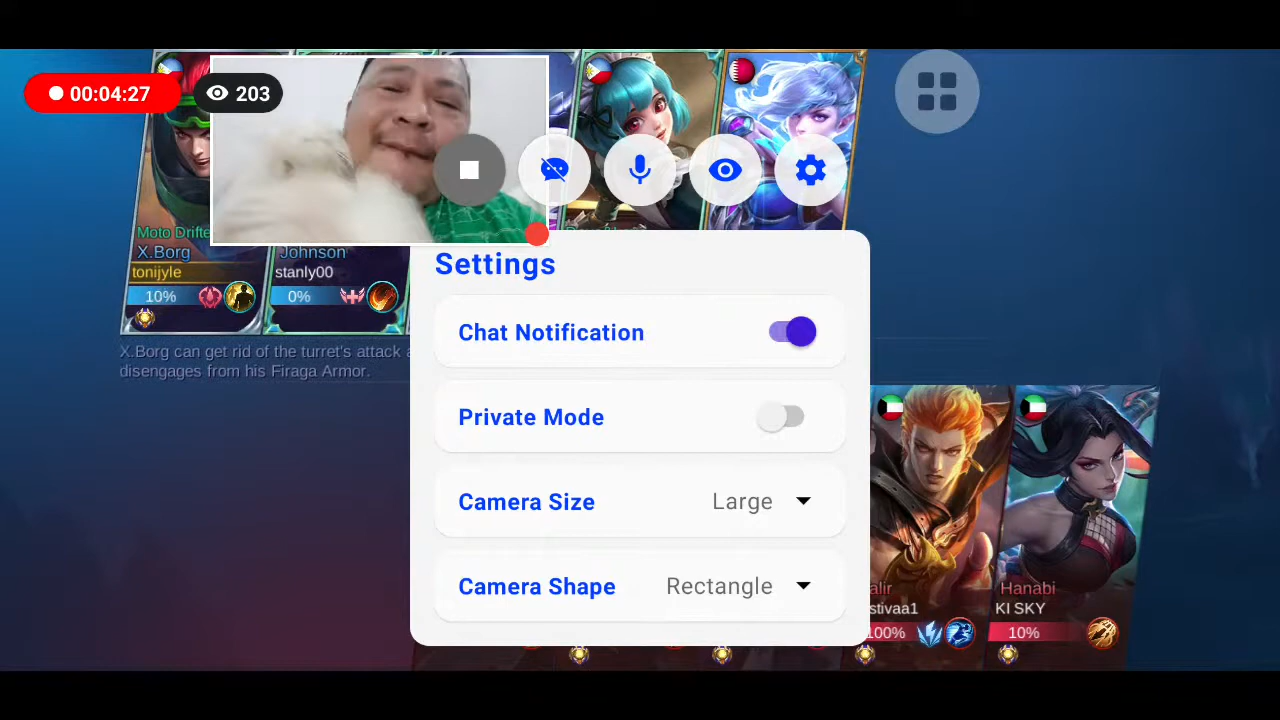 00:04:27
203
Moto Drifte
X.Borg
tonijyle
10%
Johnson
stanly00
0%
X.Borg can get rid of the turret's attack
disengages from his Firaga Armor.
Settings
Chat Notification
Private Mode
Camera Size
Large
Camera Shape
Rectangle
alir
stivaa1
100%
Hanabi
KI SKY
10%